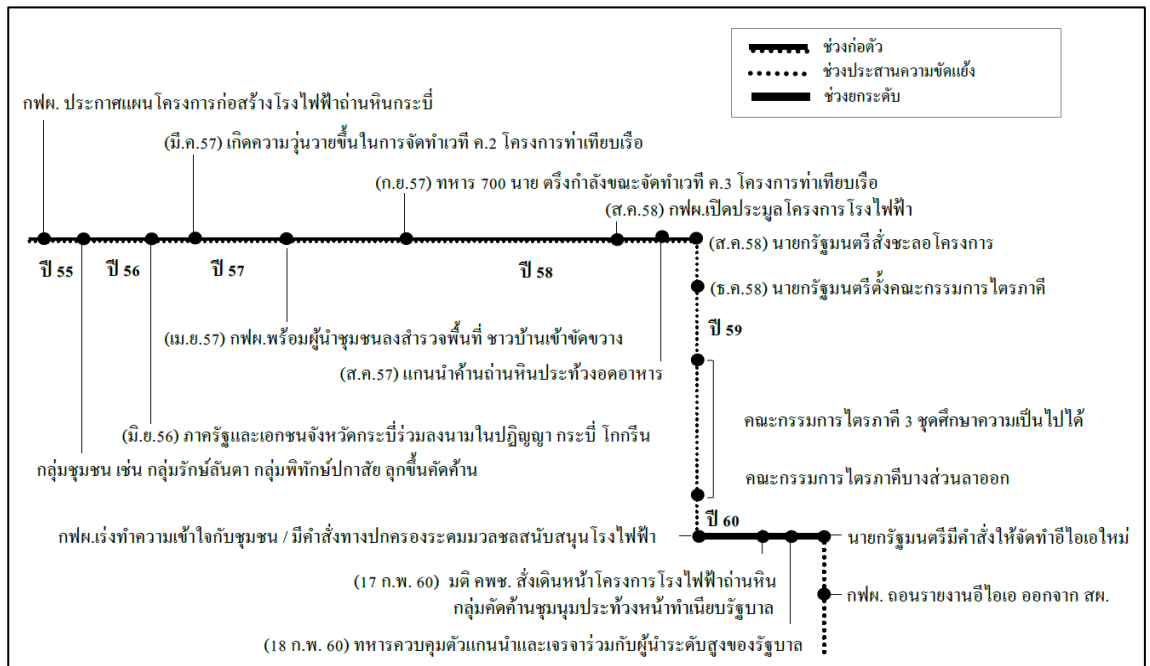 ช่วงก่อตัว
ช่วงประสานความขัดแย้ง
ช่วงยกระดับ
กฟผ. ประกาศแผนโครงการก่อสร้างโรงไฟฟ้าถ่านหินกระบี่
(มี.ค.57) เกิดความวุ่นวายขึ้นในการจัดทำเวที ค.2 โครงการท่าเทียบเรือ
(ก.ย.57) ทหาร 700 นาย ตรึงกำลังขณะจัดทำเวที ค.3 โครงการท่าเทียบเรือ
(ส.ค.58) กฟผ.เปิดประมูลโครงการโรงไฟฟ้า
(ส.ค.58) นายกรัฐมนตรีสั่งชะลอโครงการ
ปี 55
ปี 56
ปี 57
ปี 58
(ธ.ค.58) นายกรัฐมนตรีตั้งคณะกรรมการไตรภาคี
ปี 59
(เม.ย.57) กฟผ.พร้อมผู้นำชุมชนลงสำรวจพื้นที่ ชาวบ้านเข้าขัดขวาง
(ส.ค.57) แกนนำค้านถ่านหินประท้วงอดอาหาร
คณะกรรมการไตรภาคี 3 ชุดศึกษาความเป็นไปได้
(มิ.ย.56) ภาครัฐและเอกชนจังหวัดกระบี่ร่วมลงนามในปฏิญญา กระบี่ โกกรีน
กลุ่มชุมชน เช่น กลุ่มรักษ์ลันตา กลุ่มพิทักษ์ปกาสัย ลุกขึ้นคัดค้าน
คณะกรรมการไตรภาคีบางส่วนลาออก
ปี 60
กฟผ.เร่งทำความเข้าใจกับชุมชน / มีคำสั่งทางปกครองระดมมวลชลสนับสนุนโรงไฟฟ้า
นายกรัฐมนตรีมีคำสั่งให้จัดทำอีไอเอใหม่
(17 ก.พ. 60) มติ คพช. สั่งเดินหน้าโครงการโรงไฟฟ้าถ่านหิน
กลุ่มคัดค้านชุมนุมประท้วงหน้าทำเนียบรัฐบาล
กฟผ. ถอนรายงานอีไอเอ ออกจาก สผ.
(18 ก.พ. 60) ทหารควบคุมตัวแกนนำและเจรจาร่วมกับผู้นำระดับสูงของรัฐบาล